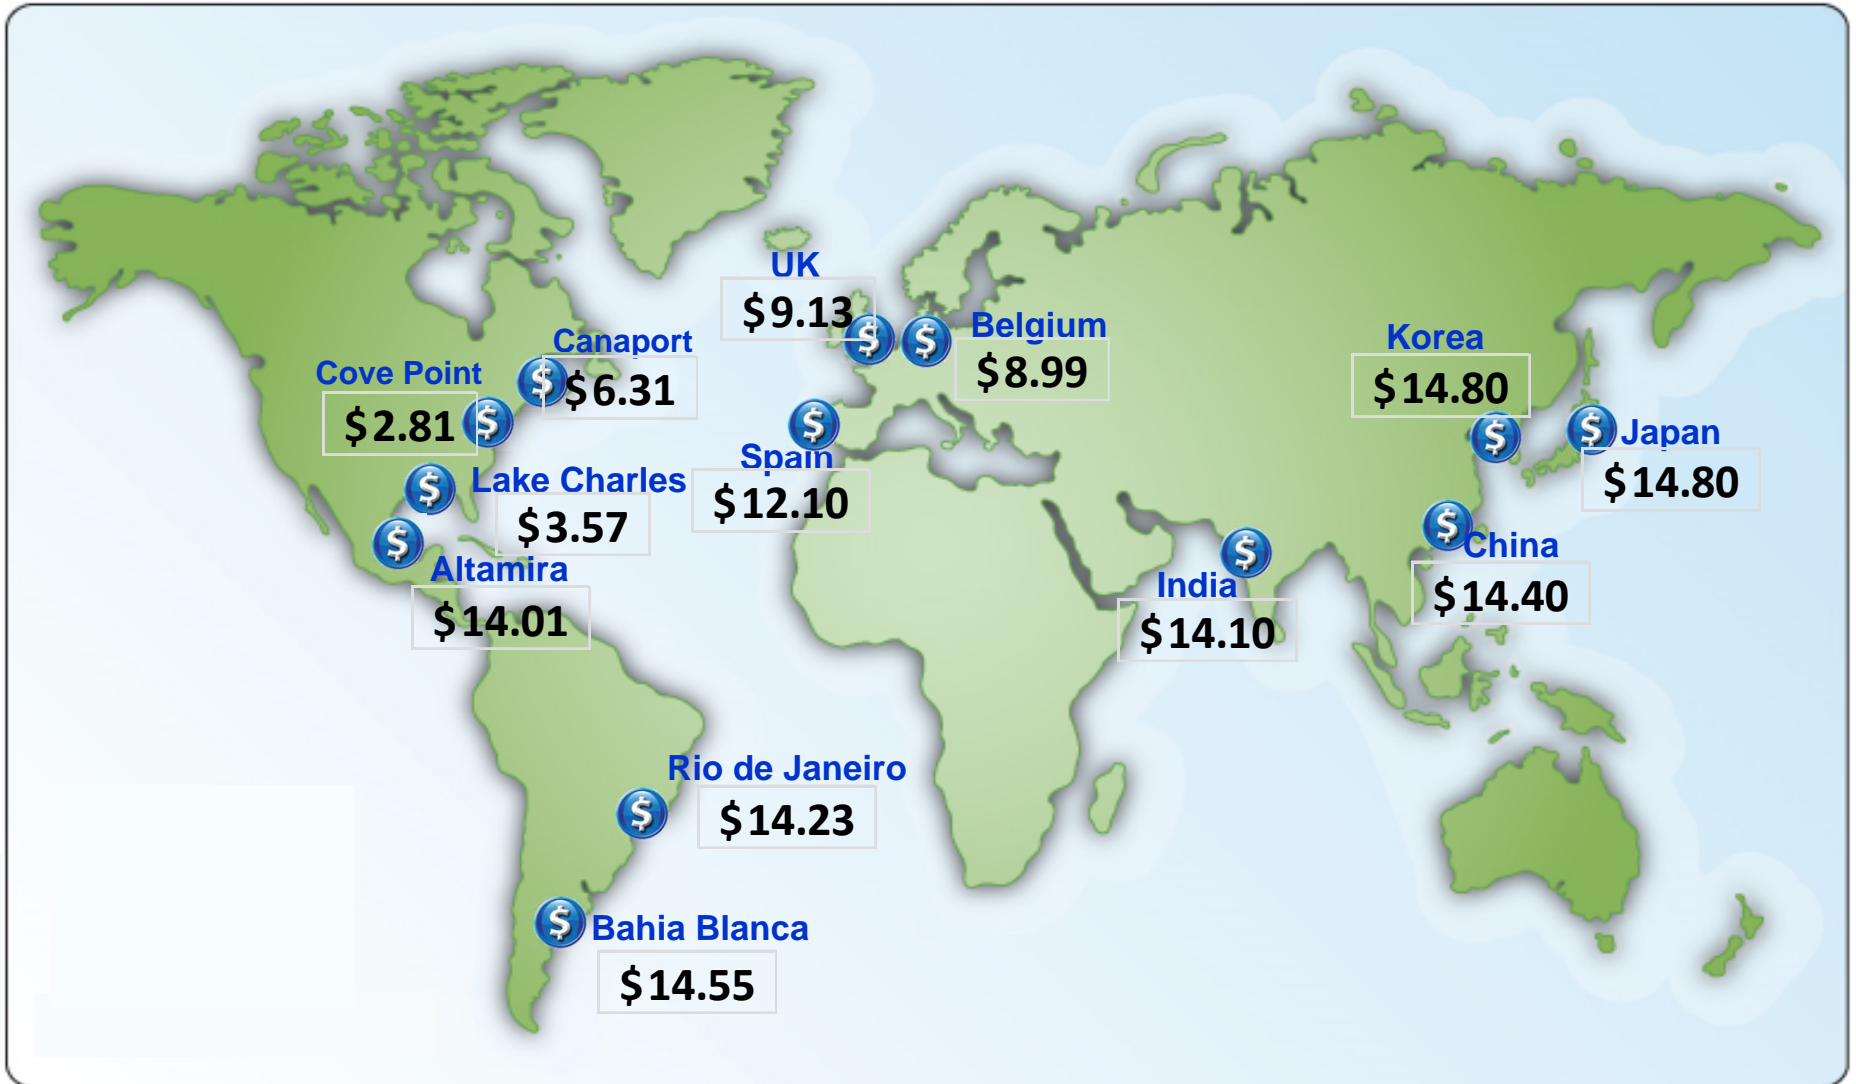 UK
$9.13
Belgium
$8.99
Canaport
$6.31
Cove Point
$2.81
Korea
$14.80
Japan
$14.80
Spain
$12.10
Lake Charles
$3.57
China
$14.40
Altamira
$14.01
India
$14.10
Rio de Janeiro
$14.23
Bahia Blanca
$14.55